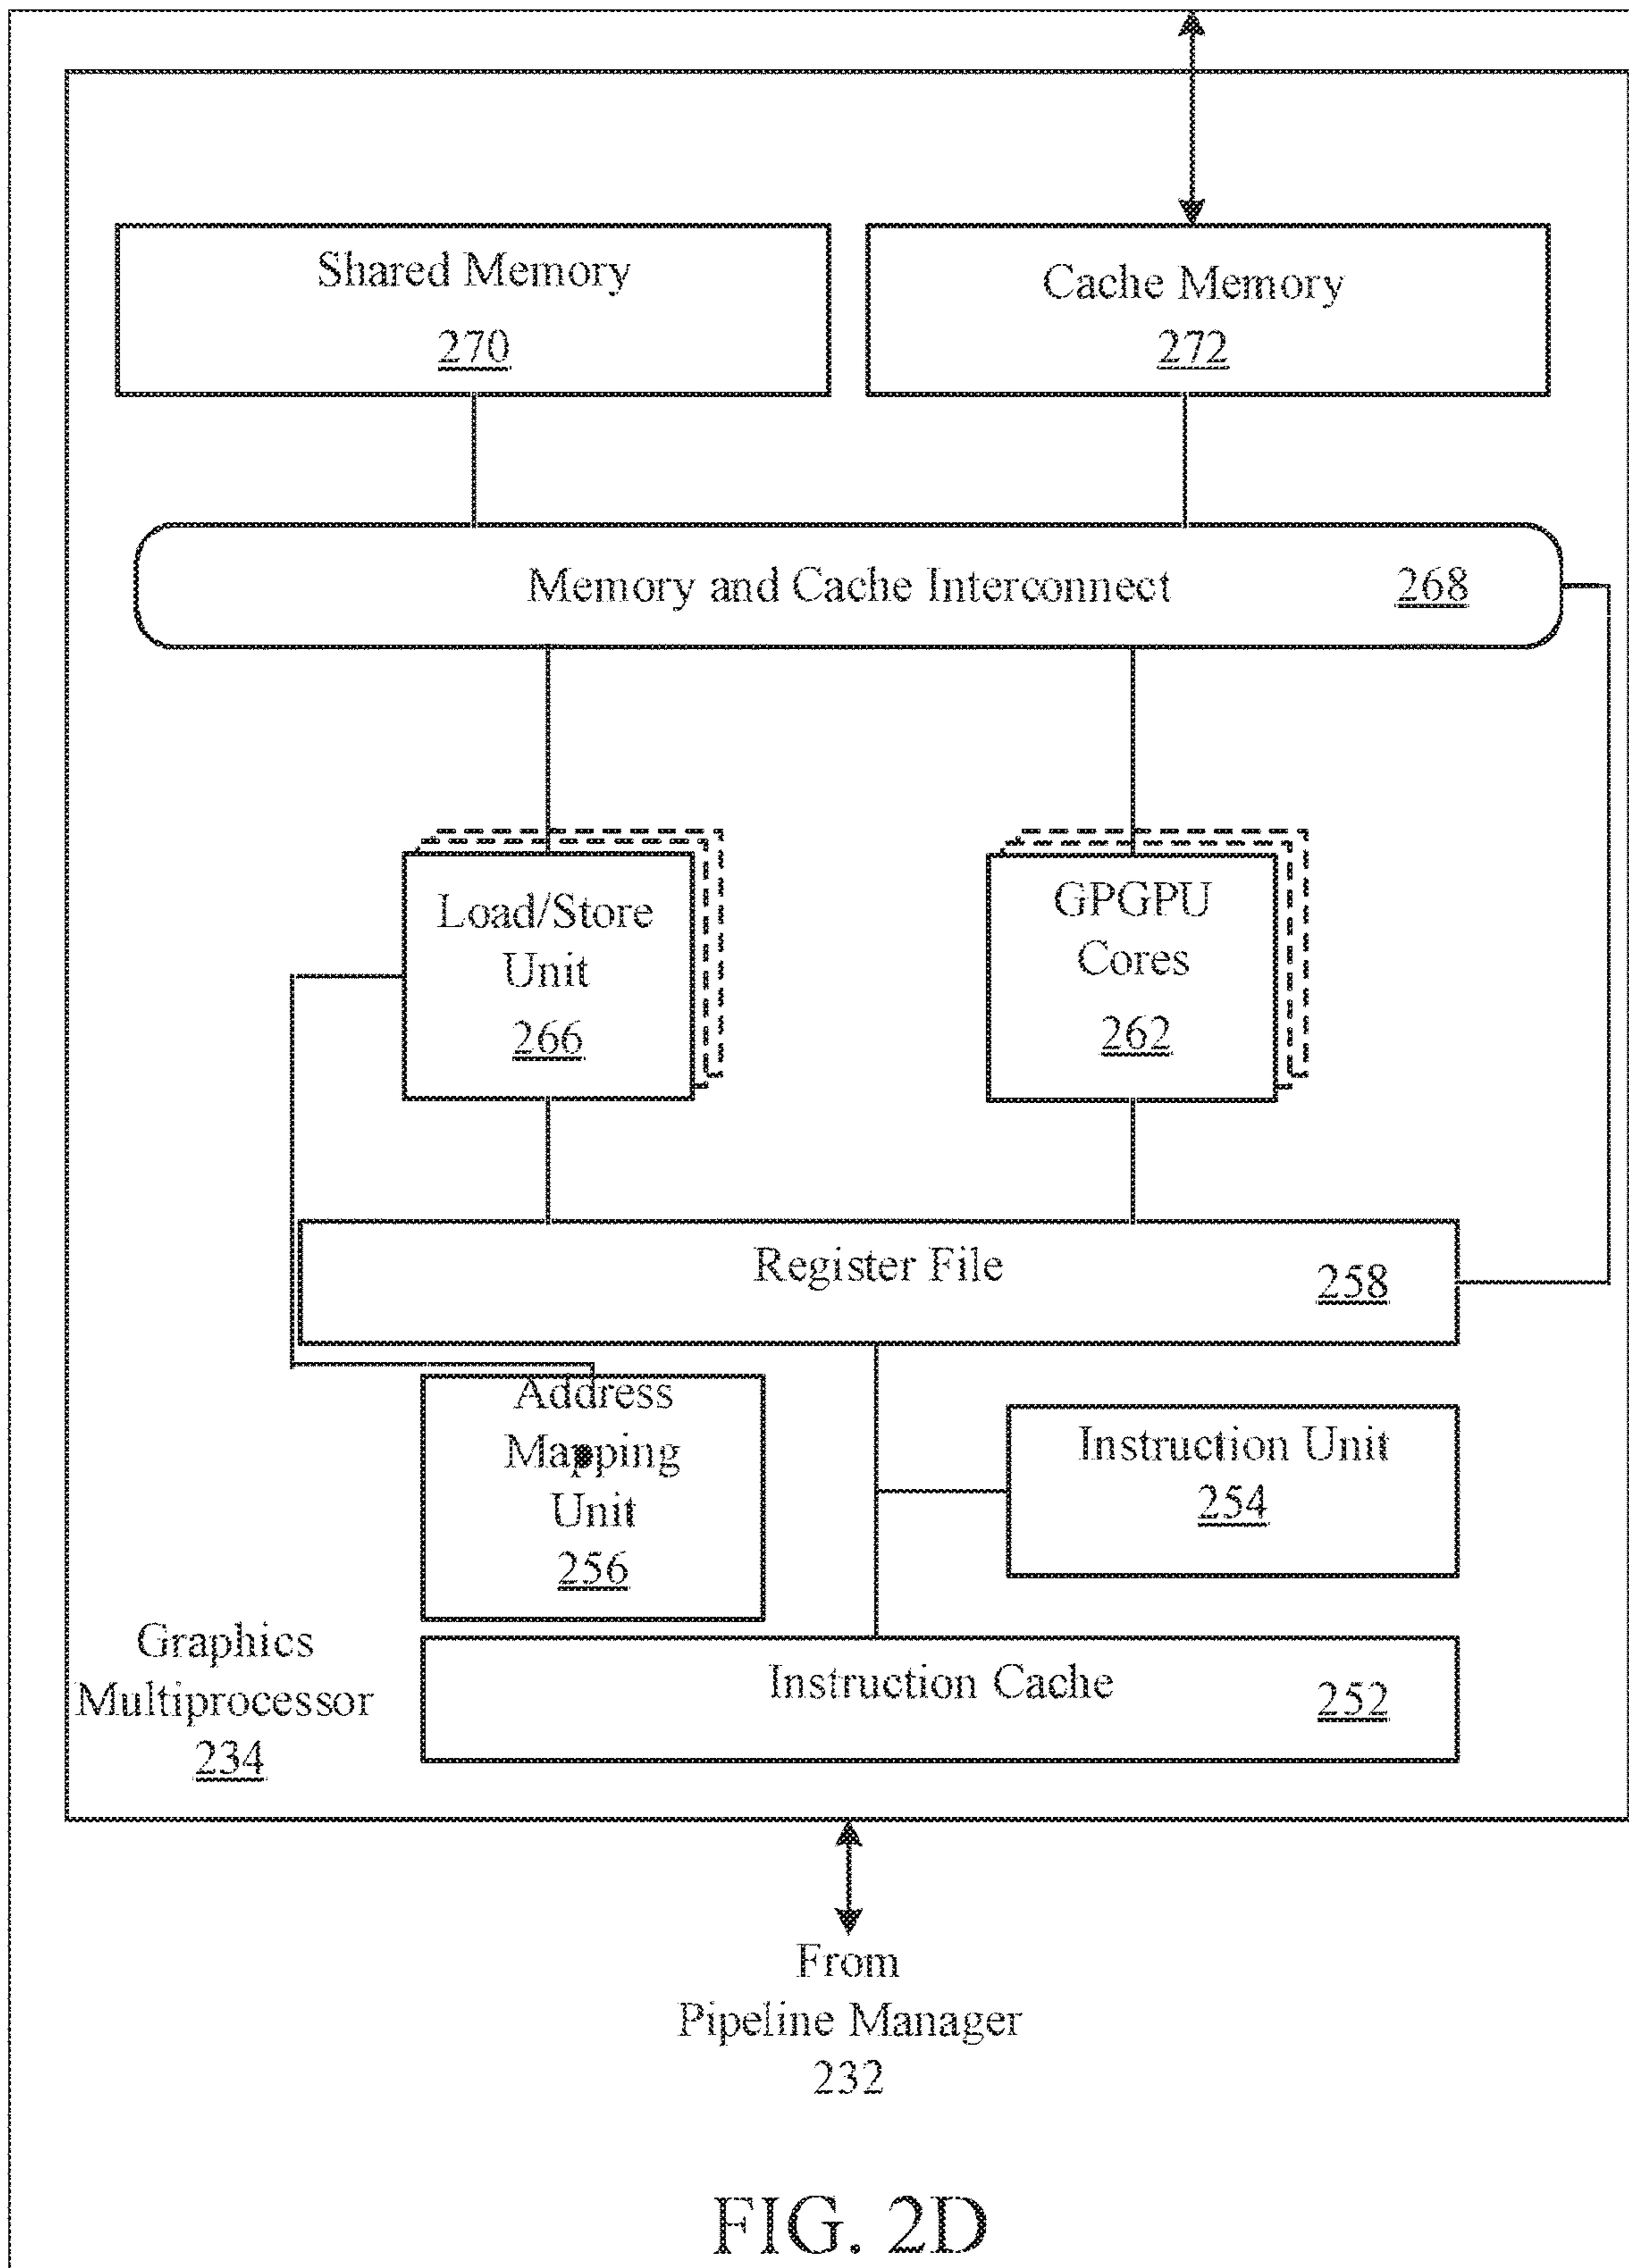 Shared Memory
270
Cache Memory
272
Memory and Cache Interconnect 268
Load/Store
Unit
266
GPGPU
Cores
262
Register File 258
Address
Mapping
Unit
256
Instruction Unit
254
Graphics
Multiprocessor
234
Instruction Cache 252
From
Pipeline Manager
232
FIG. 2D